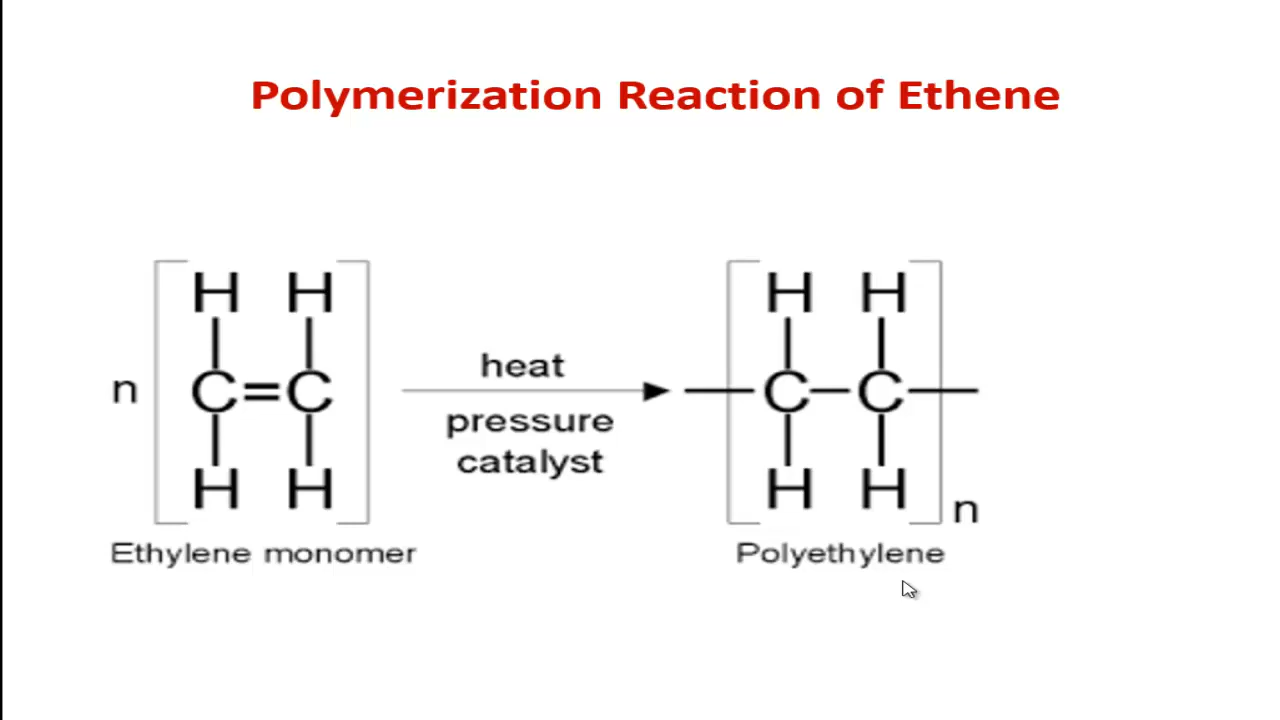 Polymerization Reaction of Ethene
H H
n C=C
H H
Ethylene monomer
heat
pressure
catalyst
H H
C C
H H
n
Polyethylene